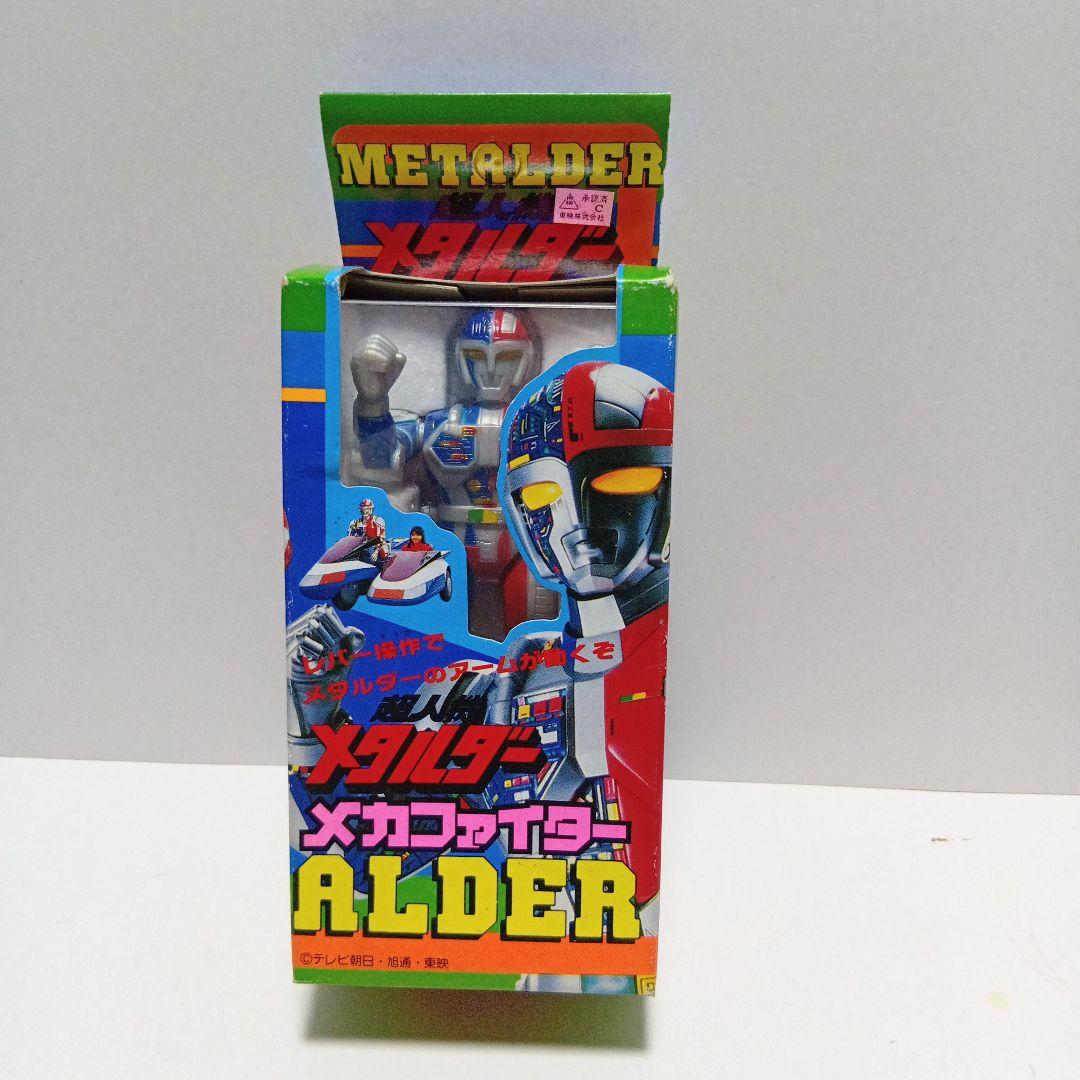 METALDER
承認済
C
東映株式会社
超人機
メタルダー
レバー操作で
メタルダーのアームが動くぞ
超人機
メタルダー
メカファイター
ALDER
©テレビ朝日・旭通・東映